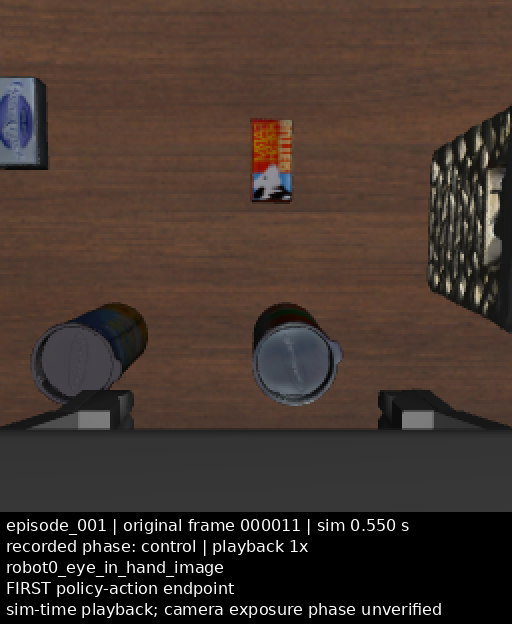 episode_001 | original frame 000011 | sim 0.550 s
recorded phase: control | playback 1x
robot0_eye_in_hand_image
FIRST policy-action endpoint
sim-time playback; camera exposure phase unverified